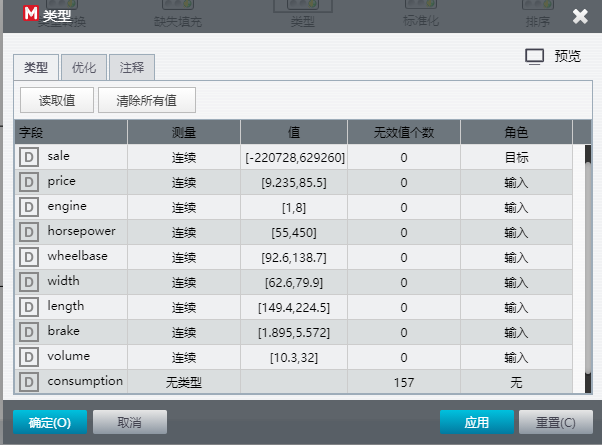 类型转换 缺失填充 类型 标准化 排序
M 类型
预览
类型 优化 注释
读取值 清除所有值
字段 测量 值 无效值个数 角色
D sale 连续 [-220728,629260] 0 目标
D price 连续 [9.235,85.5] 0 输入
D engine 连续 [1,8] 0 输入
D horsepower 连续 [55,450] 0 输入
D wheelbase 连续 [92.6,138.7] 0 输入
D width 连续 [62.6,79.9] 0 输入
D length 连续 [149.4,224.5] 0 输入
D brake 连续 [1.895,5.572] 0 输入
D volume 连续 [10.3,32] 0 输入
D consumption 无类型 157 无
确定(O) 取消 应用 重置(C)